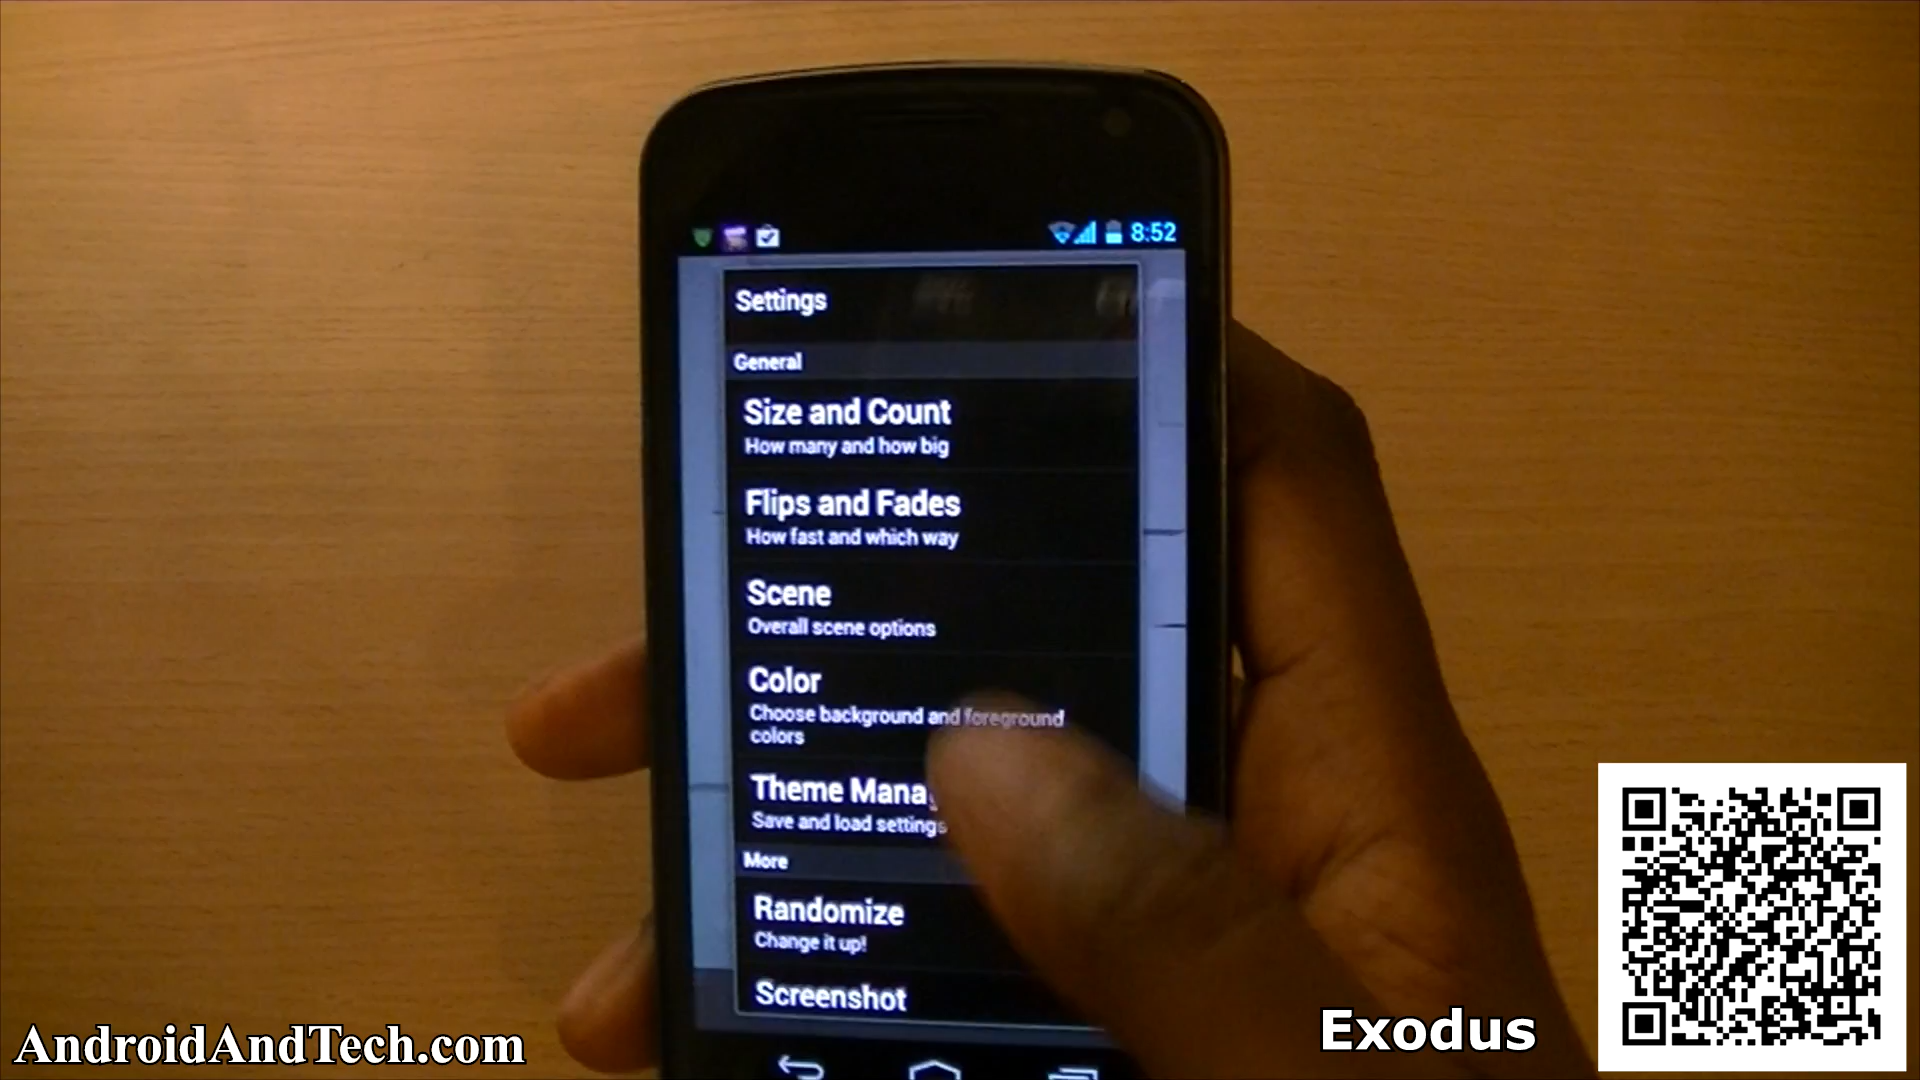 8:52
Settings
General
Size and Count
How many and how big
Flips and Fades
How fast and which way
Scene
Overall scene options
Color
Choose background and foreground
colors
Theme Mana
Save and load settings
More
Randomize
Change it up!
Screenshot
Exodus
AndroidAndTech.com